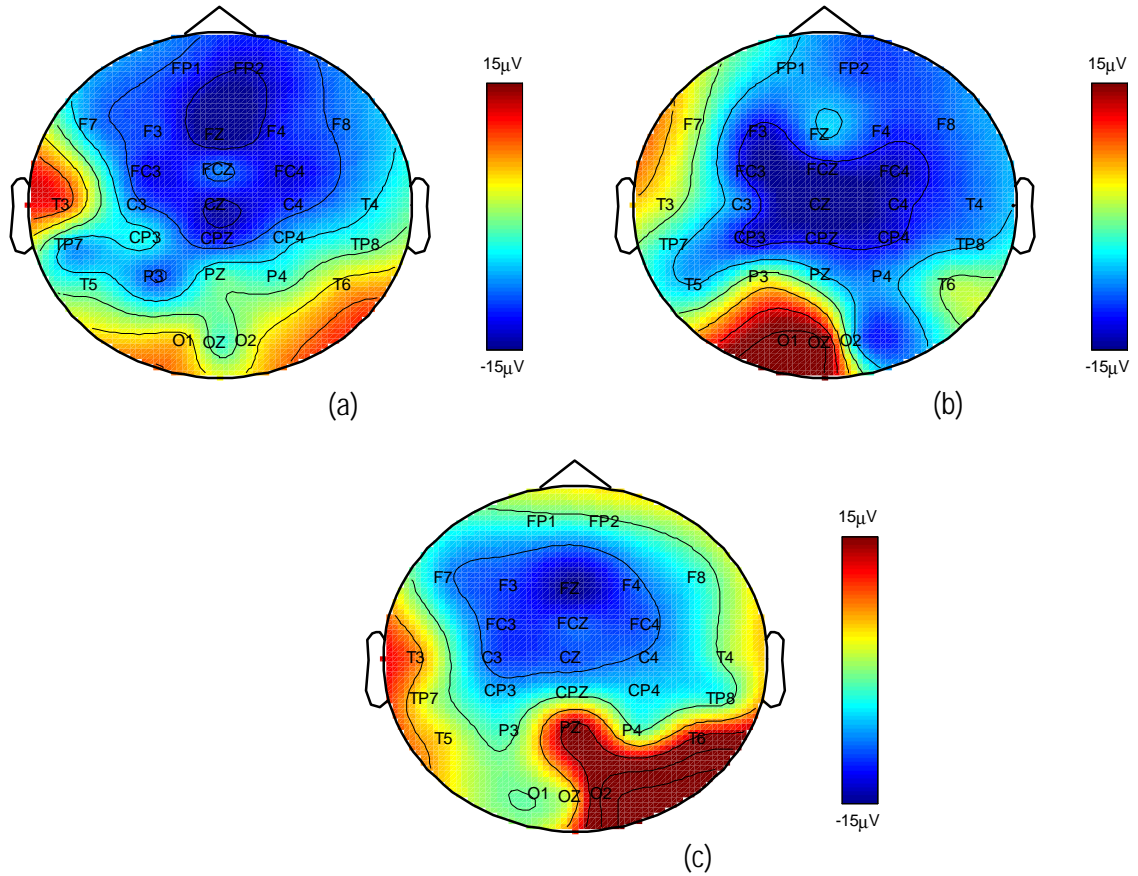 15μV
FP1 FP2
F7 F3 FZ F4 F8
FC3 FCZ FC4
T3 C3 CZ C4 T4
TP7 CP3 CPZ CP4 TP8
T5 P3 PZ P4 T6
O1 OZ O2
-15μV
(a)
15μV
FP1 FP2
F7 F3 FZ F4 F8
FC3 FCZ FC4
T3 C3 CZ C4 T4
TP7 CP3 CPZ CP4 TP8
T5 P3 PZ P4 T6
O1 OZ O2
-15μV
(b)
15μV
FP1 FP2
F7 F3 FZ F4 F8
FC3 FCZ FC4
T3 C3 CZ C4 T4
CP3 CPZ CP4
TP7 TP8
T5 P3 PZ P4 T6
O1 OZ O2
-15μV
(c)